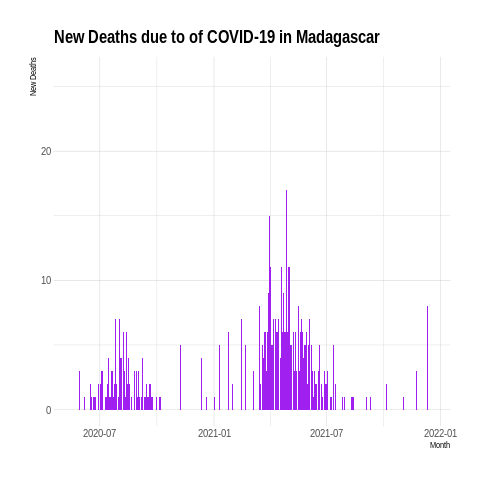 New Deaths due to of COVID-19 in Madagascar
New Deaths
20
10
0
2020-07 2021-01 2021-07 2022-01
Month